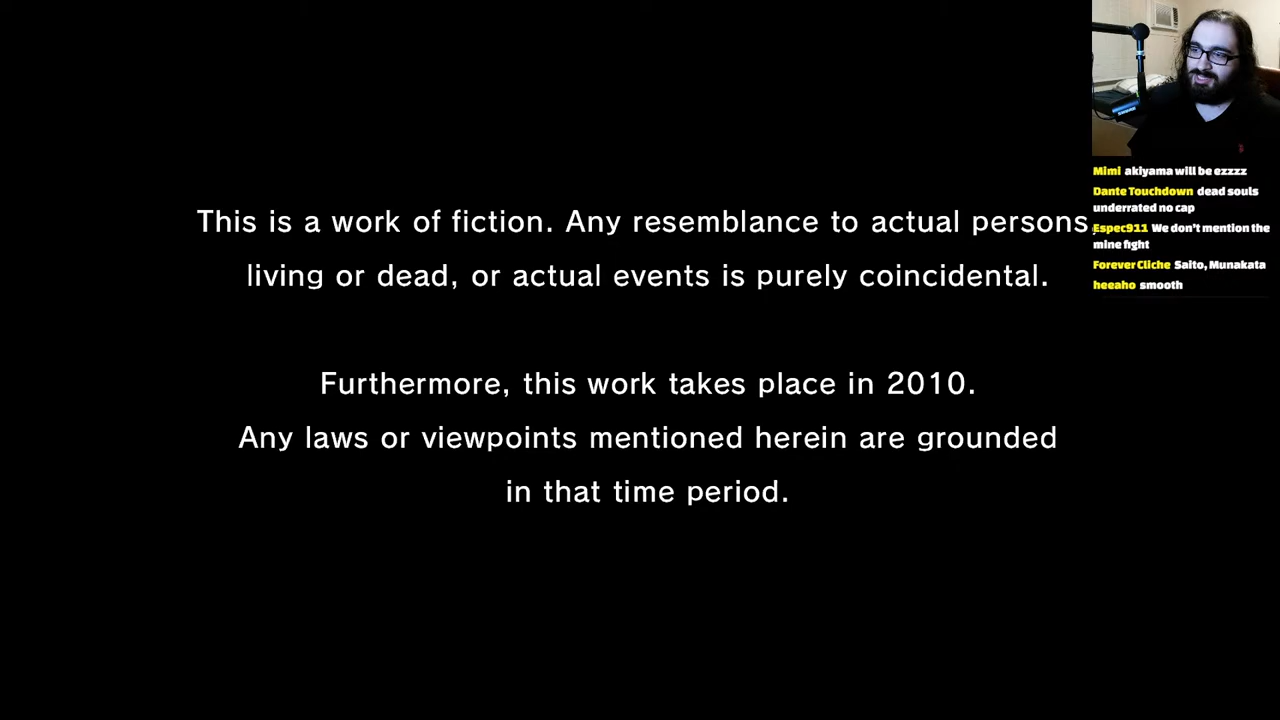 This is a work of fiction. Any resemblance to actual persons,
living or dead, or actual events is purely coincidental.
Furthermore, this work takes place in 2010.
Any laws or viewpoints mentioned herein are grounded
in that time period.
Mimi akiyama will be ezzzz
Dante Touchdown dead souls
underrated no cap
Espec911 We don't mention the
mine fight
Forever Cliche Saito, Munakata
heeaho smooth